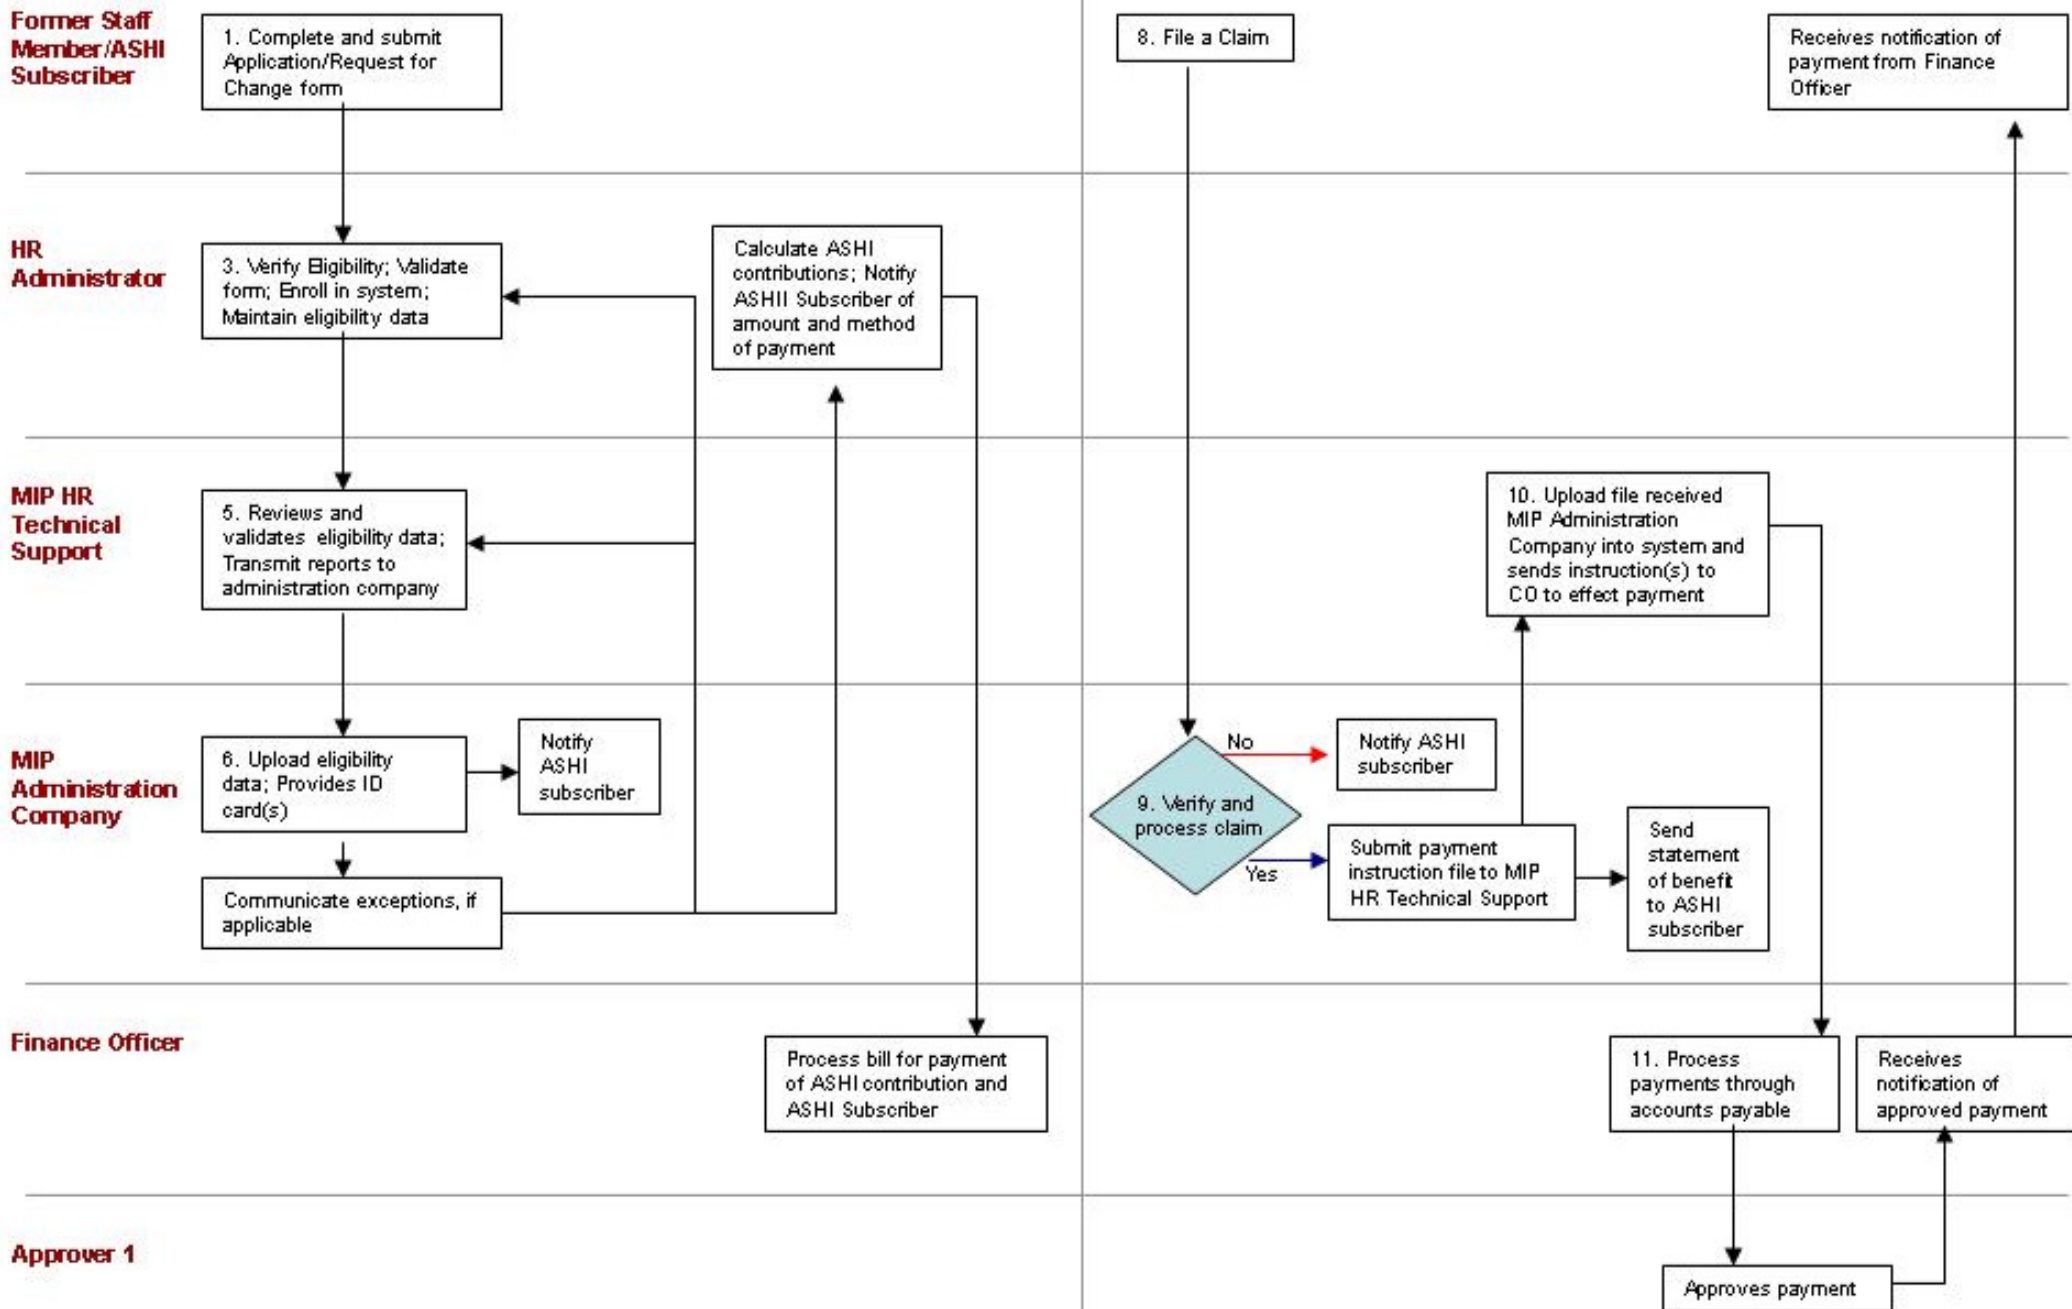 Former Staff
Member/ASHI
Subscriber
1. Complete and submit
Application/Request for
Change form
8. File a Claim
Receives notification of
payment from Finance
Officer
HR
Administrator
3. Verify Eligibility; Validate
form; Enroll in system;
Maintain eligibility data
Calculate ASHI
contributions; Notify
ASHII Subscriber of
amount and method
of payment
MIP HR
Technical
Support
5. Reviews and
validates eligibility data;
Transmit reports to
administration company
10. Upload file received
MIP Administration
Company into system and
sends instruction(s) to
CO to effect payment
MIP
Administration
Company
6. Upload eligibility
data; Provides ID
card(s)
Notify
ASHI
subscriber
Communicate exceptions, if
applicable
9. Verify and
process claim
No
Notify ASHI
subscriber
Yes
Submit payment
instruction file to MIP
HR Technical Support
Send
statement
of benefit
to ASHI
subscriber
Finance Officer
Process bill for payment
of ASHI contribution and
ASHI Subscriber
11. Process
payments through
accounts payable
Receives
notification of
approved payment
Approver 1
Approves payment